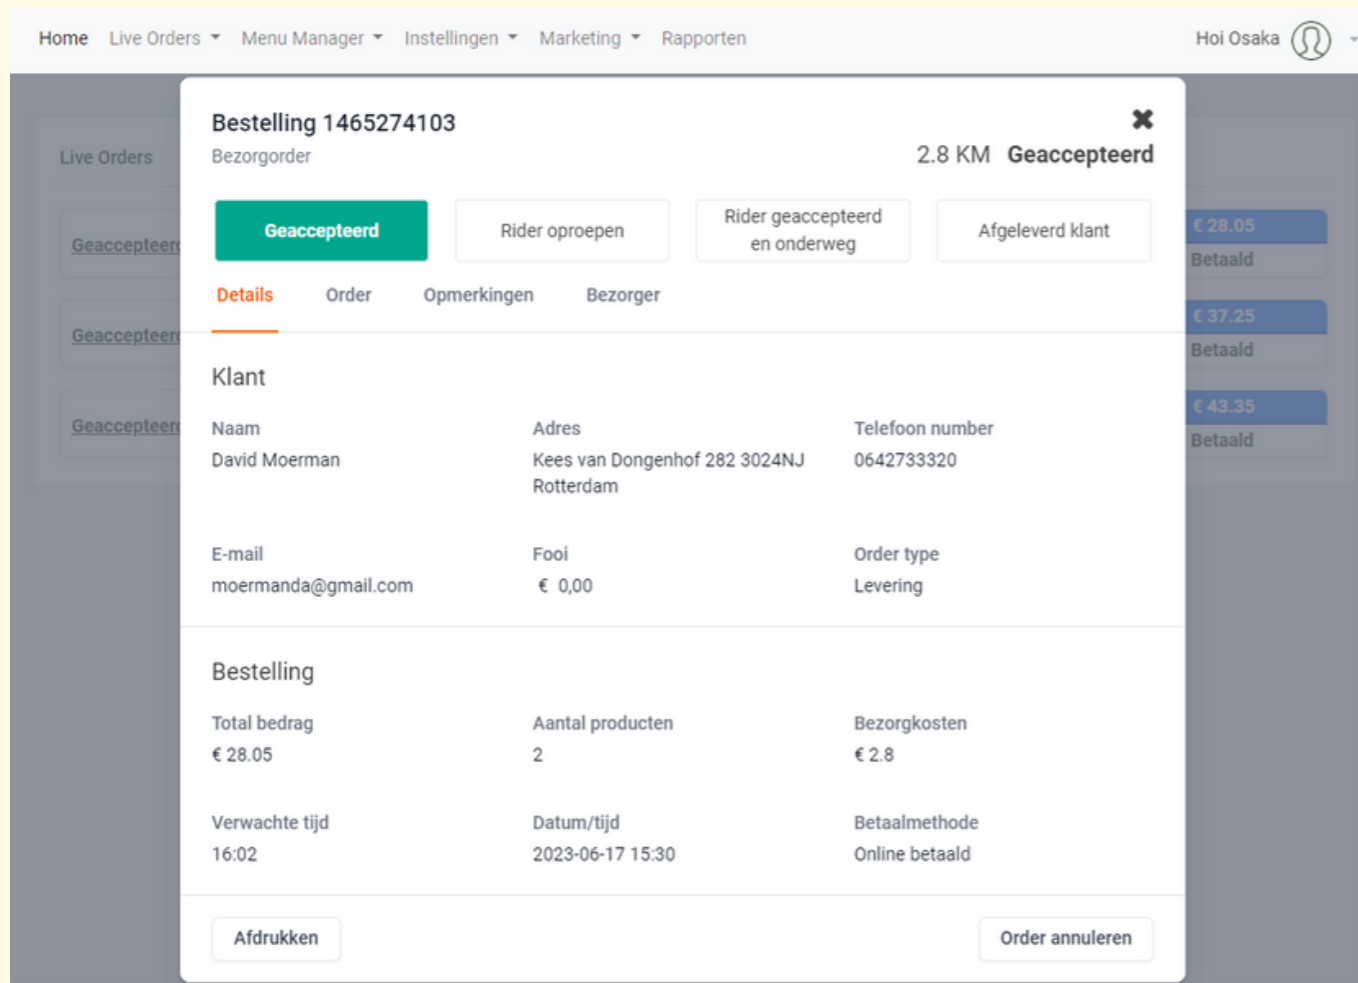 Home Live Orders Menu Manager Instellingen Marketing Rapporten Hoi Osaka
Bestelling 1465274103
Bezorgorder
2.8 KM Geaccepteerd
Geaccepteerd
Rider oproepen
Rider geaccepteerd
en onderweg
Afgeleverd klant
Details Order Opmerkingen Bezorger
Klant
Naam
David Moerman
Adres
Kees van Dongenhof 282 3024NJ
Rotterdam
Telefoon number
0642733320
E-mail
moermanda@gmail.com
Fooi
€ 0,00
Order type
Levering
Bestelling
Total bedrag
€ 28.05
Aantal producten
2
Bezorgkosten
€ 2.8
Verwachte tijd
16:02
Datum/tijd
2023-06-17 15:30
Betaalmethode
Online betaald
Afdrukken
Order annuleren
Live Orders
Geaccepteerd
€ 28.05
Betaald
Geaccepteerd
€ 37.25
Betaald
Geaccepteerd
€ 43.35
Betaald